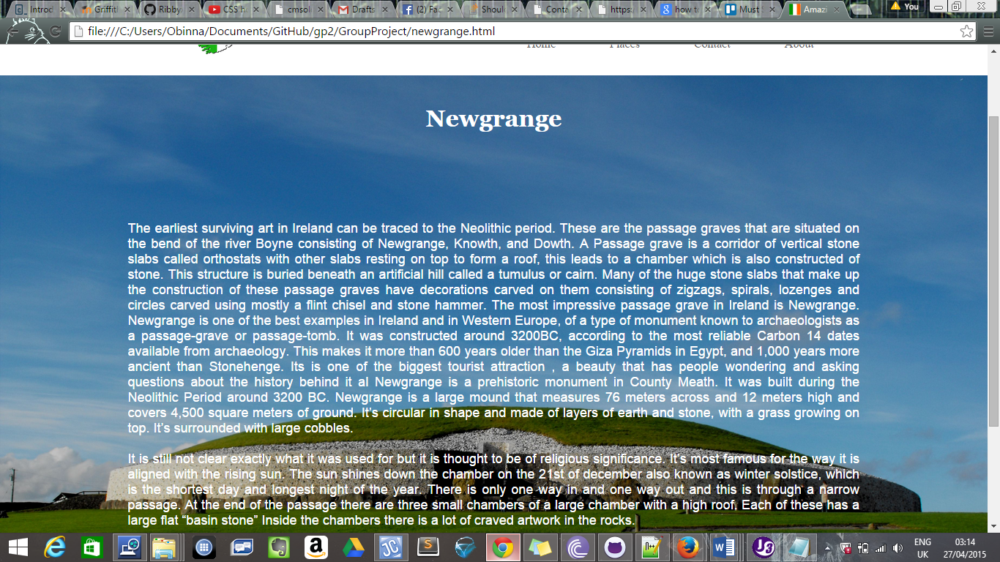 Introd
Griffit
Ribby
CSS h
cmsol
Drafts
(2) Fac
Shoul
Conta
https:
how t
Must
Amazi
You
file:///C:/Users/Obinna/Documents/GitHub/gp2/GroupProject/newgrange.html
Home Places Contact About
Newgrange
The earliest surviving art in Ireland can be traced to the Neolithic period. These are the passage graves that are situated on
the bend of the river Boyne consisting of Newgrange, Knowth, and Dowth. A Passage grave is a corridor of vertical stone
slabs called orthostats with other slabs resting on top to form a roof, this leads to a chamber which is also constructed of
stone. This structure is buried beneath an artificial hill called a tumulus or cairn. Many of the huge stone slabs that make up
the construction of these passage graves have decorations carved on them consisting of zigzags, spirals, lozenges and
circles carved using mostly a flint chisel and stone hammer. The most impressive passage grave in Ireland is Newgrange.
Newgrange is one of the best examples in Ireland and in Western Europe, of a type of monument known to archaeologists as
a passage-grave or passage-tomb. It was constructed around 3200BC, according to the most reliable Carbon 14 dates
available from archaeology. This makes it more than 600 years older than the Giza Pyramids in Egypt, and 1,000 years more
ancient than Stonehenge. Its is one of the biggest tourist attraction , a beauty that has people wondering and asking
questions about the history behind it al Newgrange is a prehistoric monument in County Meath. It was built during the
Neolithic Period around 3200 BC. Newgrange is a large mound that measures 76 meters across and 12 meters high and
covers 4,500 square meters of ground. It's circular in shape and made of layers of earth and stone, with a grass growing on
top. It's surrounded with large cobbles.
It is still not clear exactly what it was used for but it is thought to be of religious significance. It's most famous for the way it is
aligned with the rising sun. The sun shines down the chamber on the 21st of december also known as winter solstice, which
is the shortest day and longest night of the year. There is only one way in and one way out and this is through a narrow
passage. At the end of the passage there are three small chambers of a large chamber with a high roof. Each of these has a
large flat “basin stone” Inside the chambers there is a lot of craved artwork in the rocks.
ENG
UK
03:14
27/04/2015